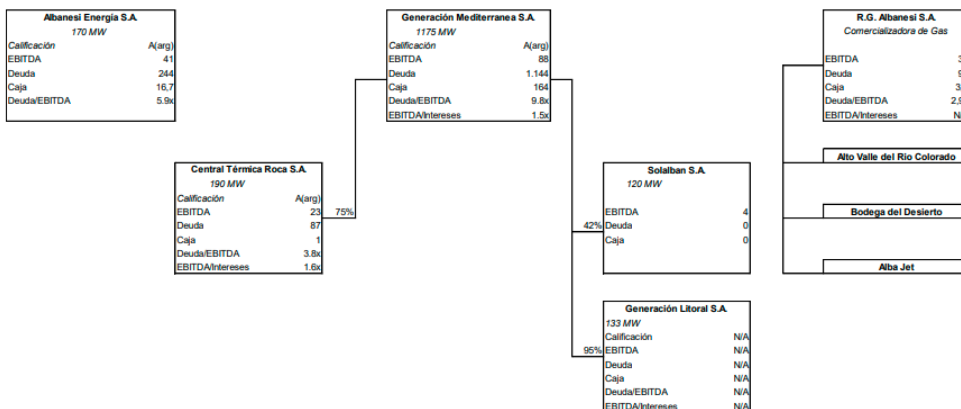 Albanesi Energía S.A.
170 MW
Calificación A(arg)
EBITDA 41
Deuda 244
Caja 16,7
Deuda/EBITDA 5.9x
Generación Mediterranea S.A.
1175 MW
Calificación A(arg)
EBITDA 88
Deuda 1.144
Caja 164
Deuda/EBITDA 9.8x
EBITDA/Intereses 1.5x
R.G. Albanesi S.A.
Comercializadora de Gas
EBITDA
Deuda
Caja
Deuda/EBITDA
EBITDA/Intereses
Central Térmica Roca S.A.
190 MW
Calificación A(arg)
EBITDA 23 75%
Deuda 87
Caja 1
Deuda/EBITDA 3.8x
EBITDA/Intereses 1.6x
Solalban S.A.
120 MW
EBITDA 4
42% Deuda 0
Caja 0
Alto Valle del Rio Colorado
Bodega del Desierto
Alba Jet
Generación Litoral S.A.
133 MW
Calificación N/A
95% EBITDA N/A
Deuda N/A
Caja N/A
Deuda/EBITDA N/A
EBITDA/Intereses N/A